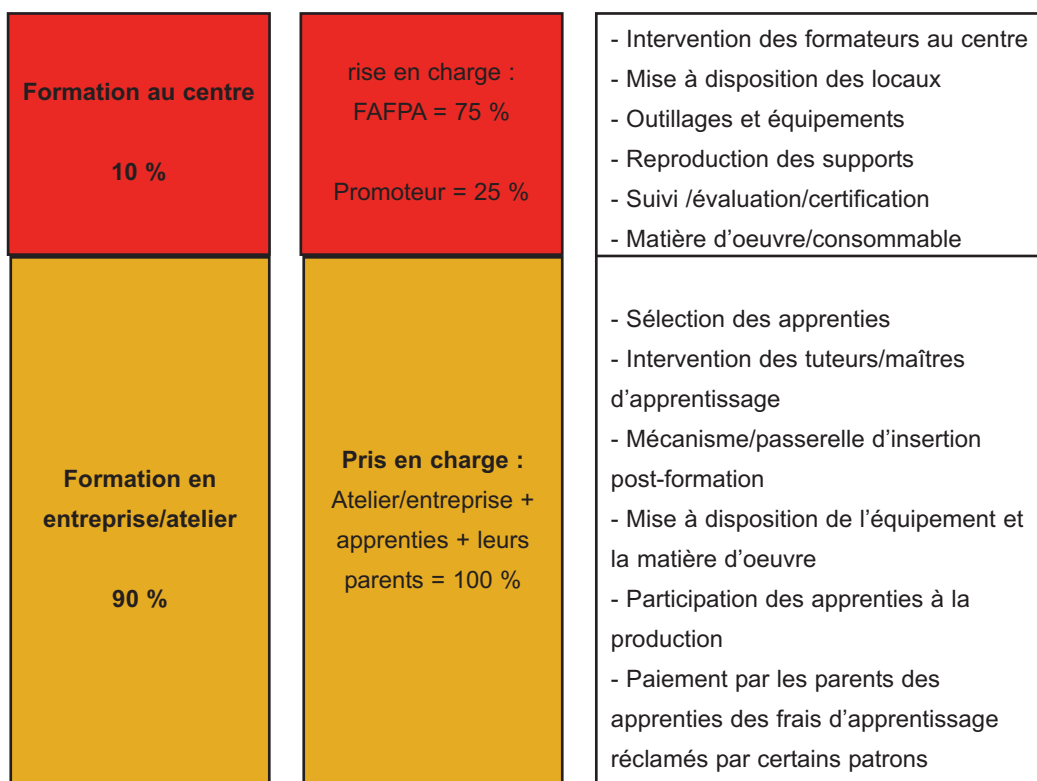 Formation au centre
10 %
rise en charge :
FAFPA = 75 %
Promoteur = 25 %
- Intervention des formateurs au centre
- Mise à disposition des locaux
- Outillages et équipements
- Reproduction des supports
- Suivi /évaluation/certification
- Matière d'oeuvre/consommable
Formation en
entreprise/atelier
90 %
Pris en charge :
Atelier/entreprise +
apprenties + leurs
parents = 100 %
- Sélection des apprenties
- Intervention des tuteurs/maîtres
d'apprentissage
- Mécanisme/passerelle d'insertion
post-formation
- Mise à disposition de l'équipement et
la matière d'oeuvre
- Participation des apprenties à la
production
- Paiement par les parents des
apprenties des frais d'apprentissage
réclamés par certains patrons